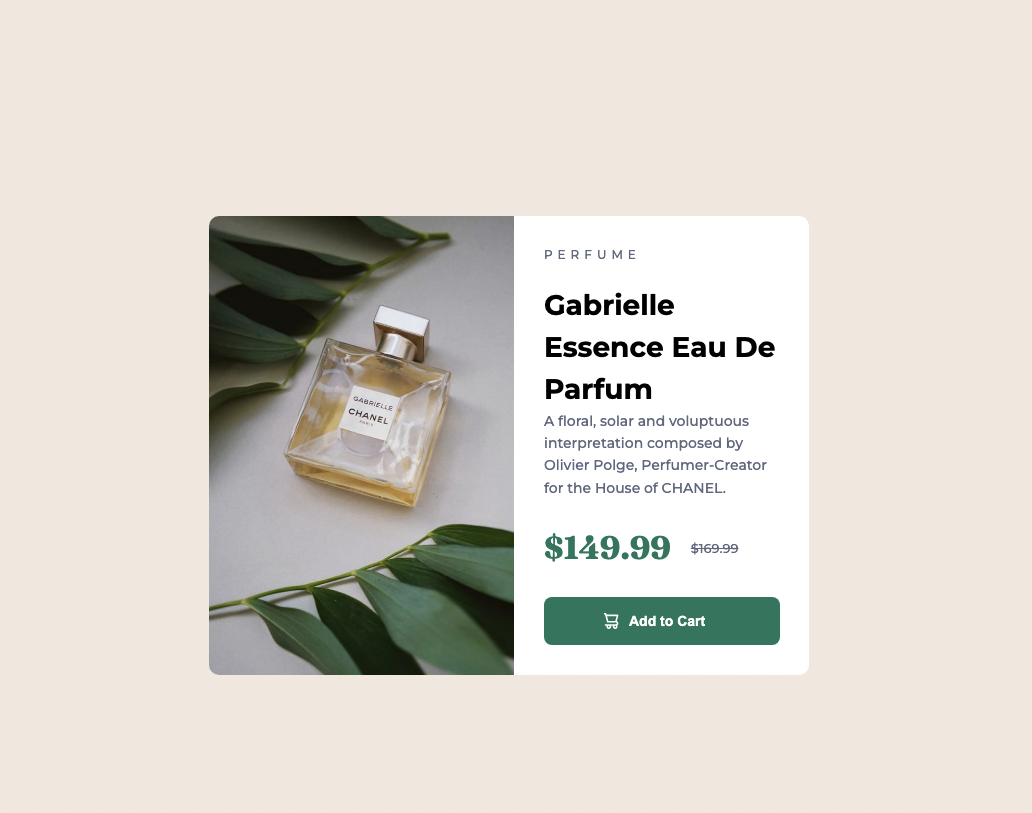 PERFUME
Gabrielle
Essence Eau De
Parfum
A floral, solar and voluptuous
interpretation composed by
Olivier Polge, Perfumer-Creator
for the House of CHANEL.
$149.99 $169.99
Add to Cart
GABRIELLE
CHANEL
PARIS